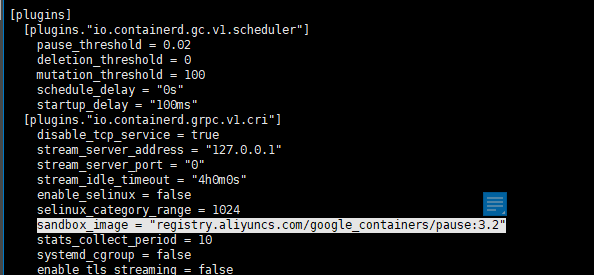 [plugins]
[plugins."io.containerd.gc.v1.scheduler"]
pause_threshold = 0.02
deletion_threshold = 0
mutation_threshold = 100
schedule_delay = "0s"
startup_delay = "100ms"
[plugins."io.containerd.grpc.v1.cri"]
disable_tcp_service = true
stream_server_address = "127.0.0.1"
stream_server_port = "0"
stream_idle_timeout = "4h0m0s"
enable_selinux = false
selinux_category_range = 1024
sandbox_image = "registry.aliyuncs.com/google_containers/pause:3.2"
stats_collect_period = 10
systemd_cgroup = false
enable_tls_streaming = false